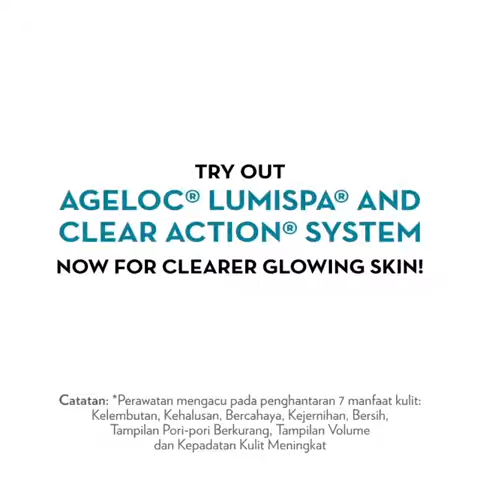 TRY OUT
AGELOC® LUMISPA® AND
CLEAR ACTION® SYSTEM
NOW FOR CLEARER GLOWING SKIN!
Catatan: *Perawatan mengacu pada penghantaran 7 manfaat kulit:
Kelembutan, Kehalusan, Bercahaya, Kejernihan, Bersih,
Tampilan Pori-pori Berkurang, Tampilan Volume
dan Kepadatan Kulit Meningkat